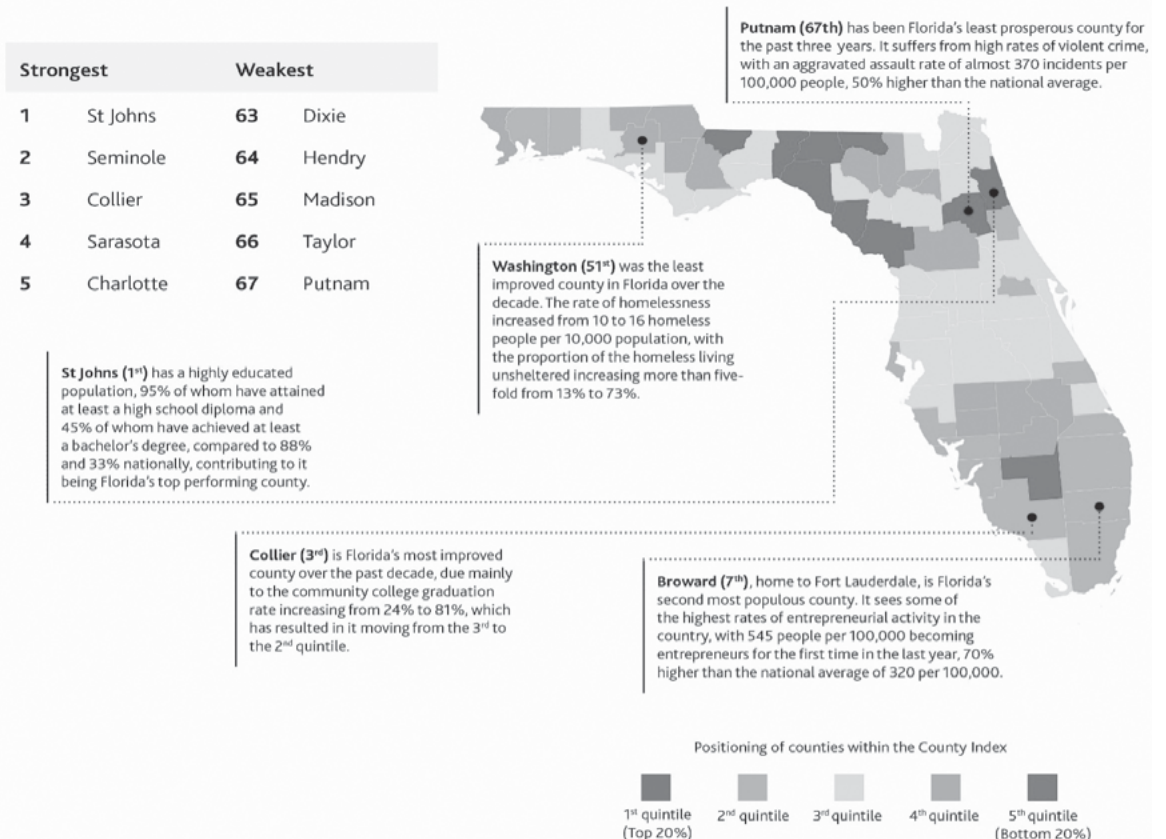 Strongest Weakest
1 St Johns 63 Dixie
2 Seminole 64 Hendry
3 Collier 65 Madison
4 Sarasota 66 Taylor
5 Charlotte 67 Putnam
Putnam (67th) has been Florida's least prosperous county for
the past three years. It suffers from high rates of violent crime,
with an aggravated assault rate of almost 370 incidents per
100,000 people, 50% higher than the national average.
Washington (51st) was the least
improved county in Florida over the
decade. The rate of homelessness
increased from 10 to 16 homeless
people per 10,000 population, with
the proportion of the homeless living
unsheltered increasing more than five-
fold from 13% to 73%.
St Johns (1st) has a highly educated
population, 95% of whom have attained
at least a high school diploma and
45% of whom have achieved at least
a bachelor's degree, compared to 88%
and 33% nationally, contributing to it
being Florida's top performing county.
Collier (3rd) is Florida's most improved
county over the past decade, due mainly
to the community college graduation
rate increasing from 24% to 81%, which
has resulted in it moving from the 3rd to
the 2nd quintile.
Broward (7th), home to Fort Lauderdale, is Florida's
second most populous county. It sees some of
the highest rates of entrepreneurial activity in the
country, with 545 people per 100,000 becoming
entrepreneurs for the first time in the last year, 70%
higher than the national average of 320 per 100,000.
Positioning of counties within the County Index
1st quintile 2nd quintile 3rd quintile 4th quintile 5th quintile
(Top 20%) (Bottom 20%)